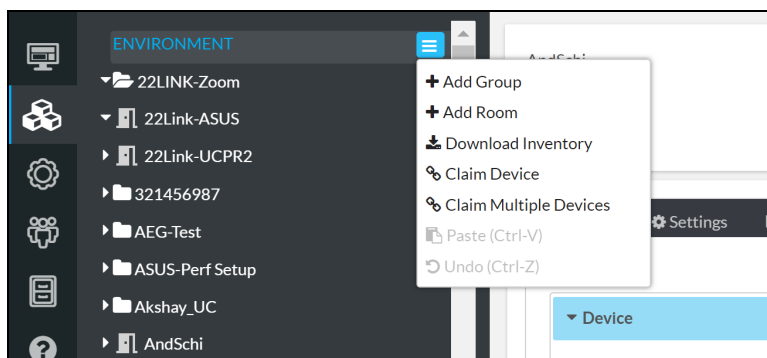 ENVIRONMENT
22LINK-Zoom
22Link-ASUS
22Link-UCPR2
321456987
AEG-Test
ASUS-Perf Setup
Akshay_UC
AndSchi
Add Group
Add Room
Download Inventory
Claim Device
Claim Multiple Devices
Paste (Ctrl-V)
Undo (Ctrl-Z)
AndSchi
Settings
Device